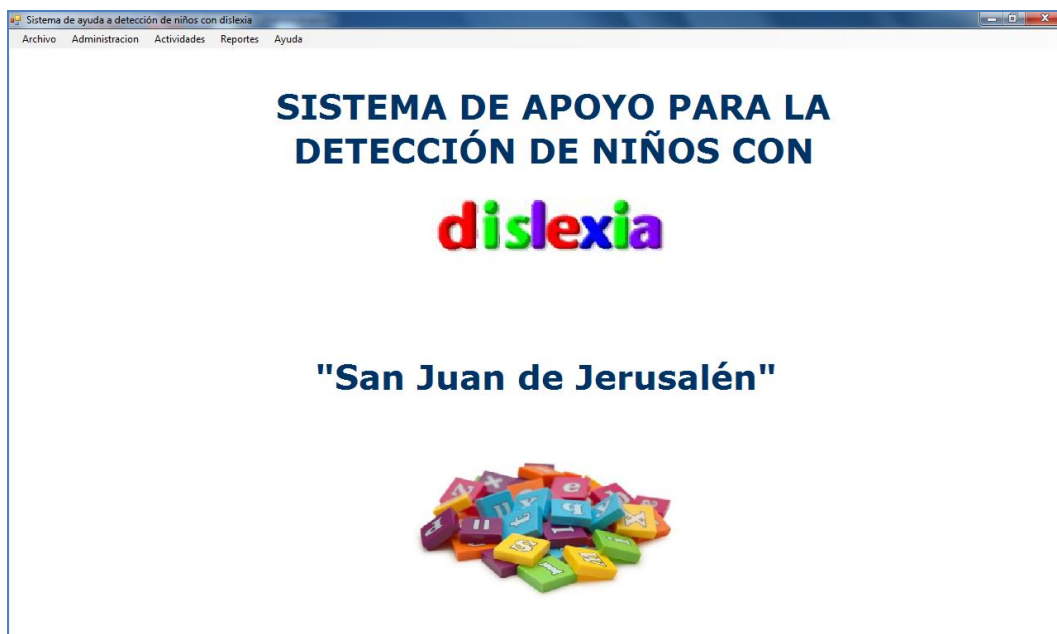 Sistema de ayuda a detección de niños con dislexia
Archivo Administracion Actividades Reportes Ayuda
SISTEMA DE APOYO PARA LA
DETECCIÓN DE NIÑOS CON
dislexia
"San Juan de Jerusalén"